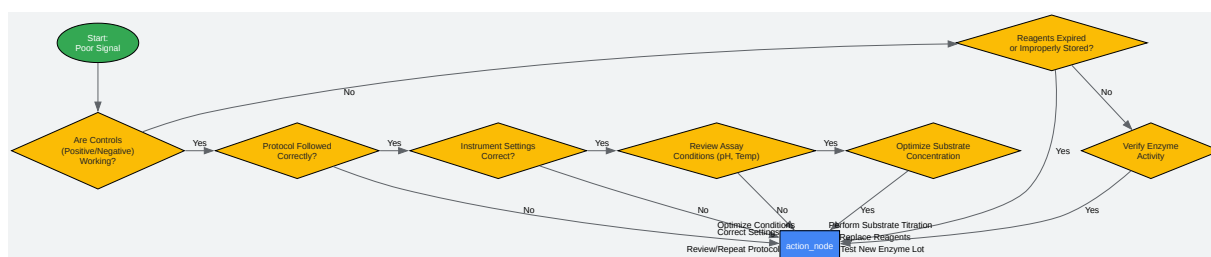 Start:
Poor Signal
Reagents Expired
or Improperly Stored?
No
No
Are Controls
(Positive/Negative)
Working?
Yes
Protocol Followed
Correctly?
Yes
Instrument Settings
Correct?
Yes
Review Assay
Conditions (pH, Temp)
Yes
Optimize Substrate
Concentration
Yes
Verify Enzyme
Activity
No
No
No
Yes
Yes
Optimize Conditions
Correct Settings
Review/Repeat Protocol
action_node
Perform Substrate Titration
Replace Reagents
Test New Enzyme Lot